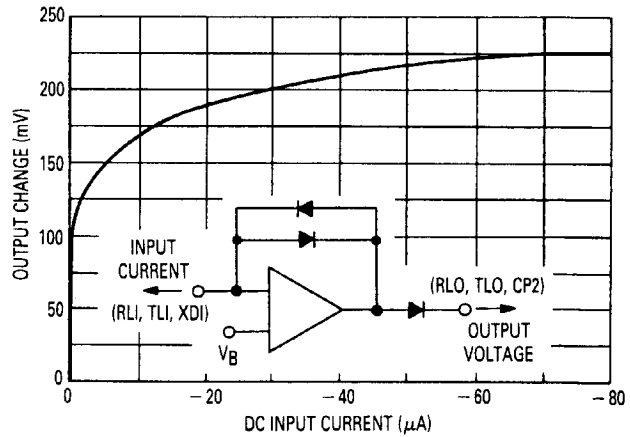 OUTPUT CHANGE (mV)
250
200
150
100
50
0
INPUT
CURRENT
(RLI, TLI, XDI)
VB
(RLO, TLO, CP2)
OUTPUT
VOLTAGE
0
−20
−40
−60
−80
DC INPUT CURRENT (μA)